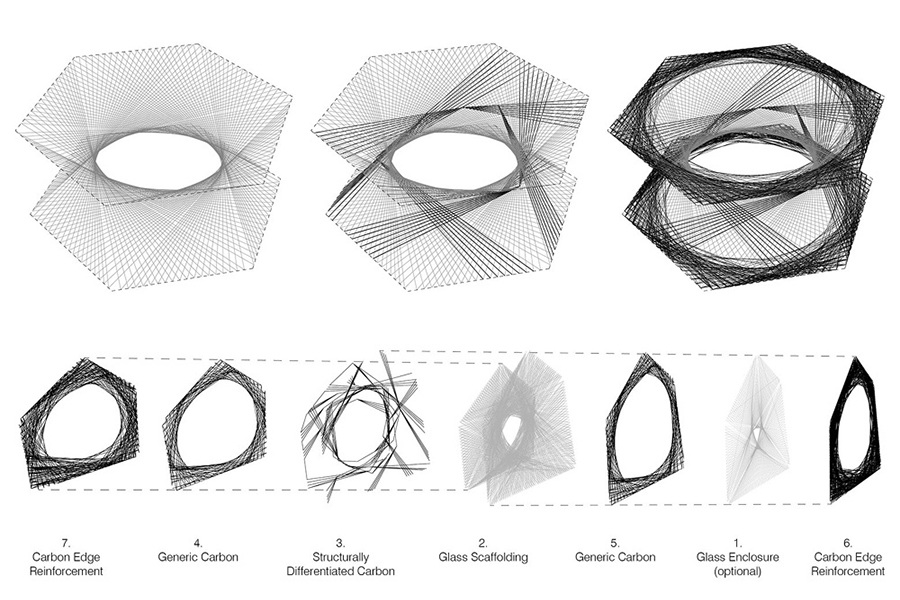 7.
Carbon Edge
Reinforcement
4.
Generic Carbon
3.
Structurally
Differentiated Carbon
2.
Glass Scaffolding
5.
Generic Carbon
1.
Glass Enclosure
(optional)
6.
Carbon Edge
Reinforcement